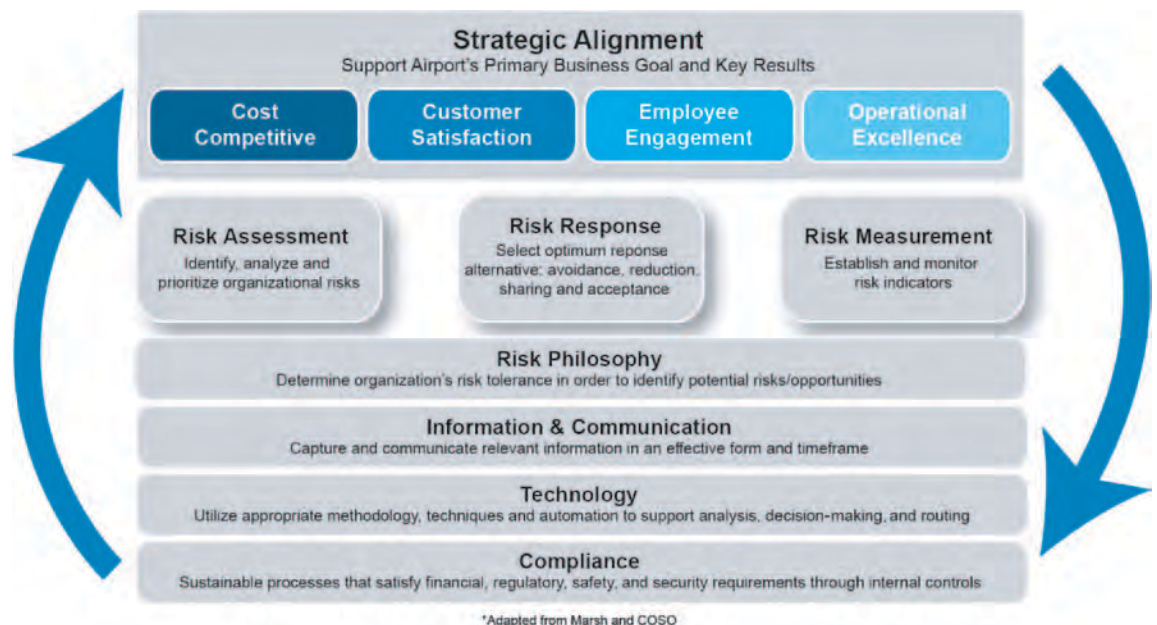 Strategic Alignment
Support Airport's Primary Business Goal and Key Results
Cost
Competitive
Customer
Satisfaction
Employee
Engagement
Operational
Excellence
Risk Assessment
Identify, analyze and
prioritize organizational risks
Risk Response
Select optimum reponse
alternative: avoidance, reduction,
sharing and acceptance
Risk Measurement
Establish and monitor
risk indicators
Risk Philosophy
Determine organization's risk tolerance in order to identify potential risks/opportunities
Information & Communication
Capture and communicate relevant information in an effective form and timeframe
Technology
Utilize appropriate methodology, techniques and automation to support analysis, decision-making, and routing
Compliance
Sustainable processes that satisfy financial, regulatory, safety, and security requirements through internal controls
*Adapted from Marsh and COSO